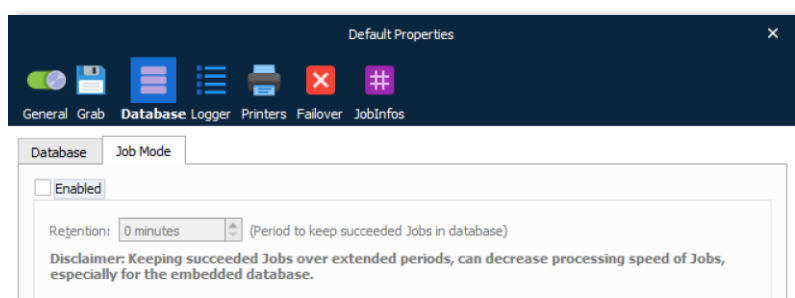 Default Properties
General Grab Database Logger Printers Failover JobInfos
Database Job Mode
Enabled
Retention: 0 minutes (Period to keep succeeded Jobs in database)
Disclaimer: Keeping succeeded Jobs over extended periods, can decrease processing speed of Jobs,
especially for the embedded database.